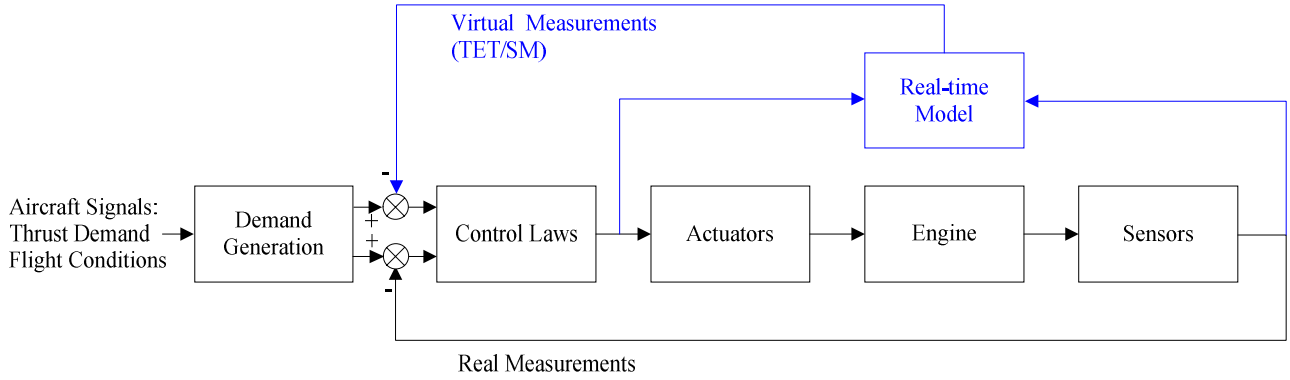 Virtual Measurements
(TET/SM)
Real-time
Model
-
Aircraft Signals:
Thrust Demand
Flight Conditions
Demand
Generation
+
+
-
Control Laws
Actuators
Engine
Sensors
Real Measurements